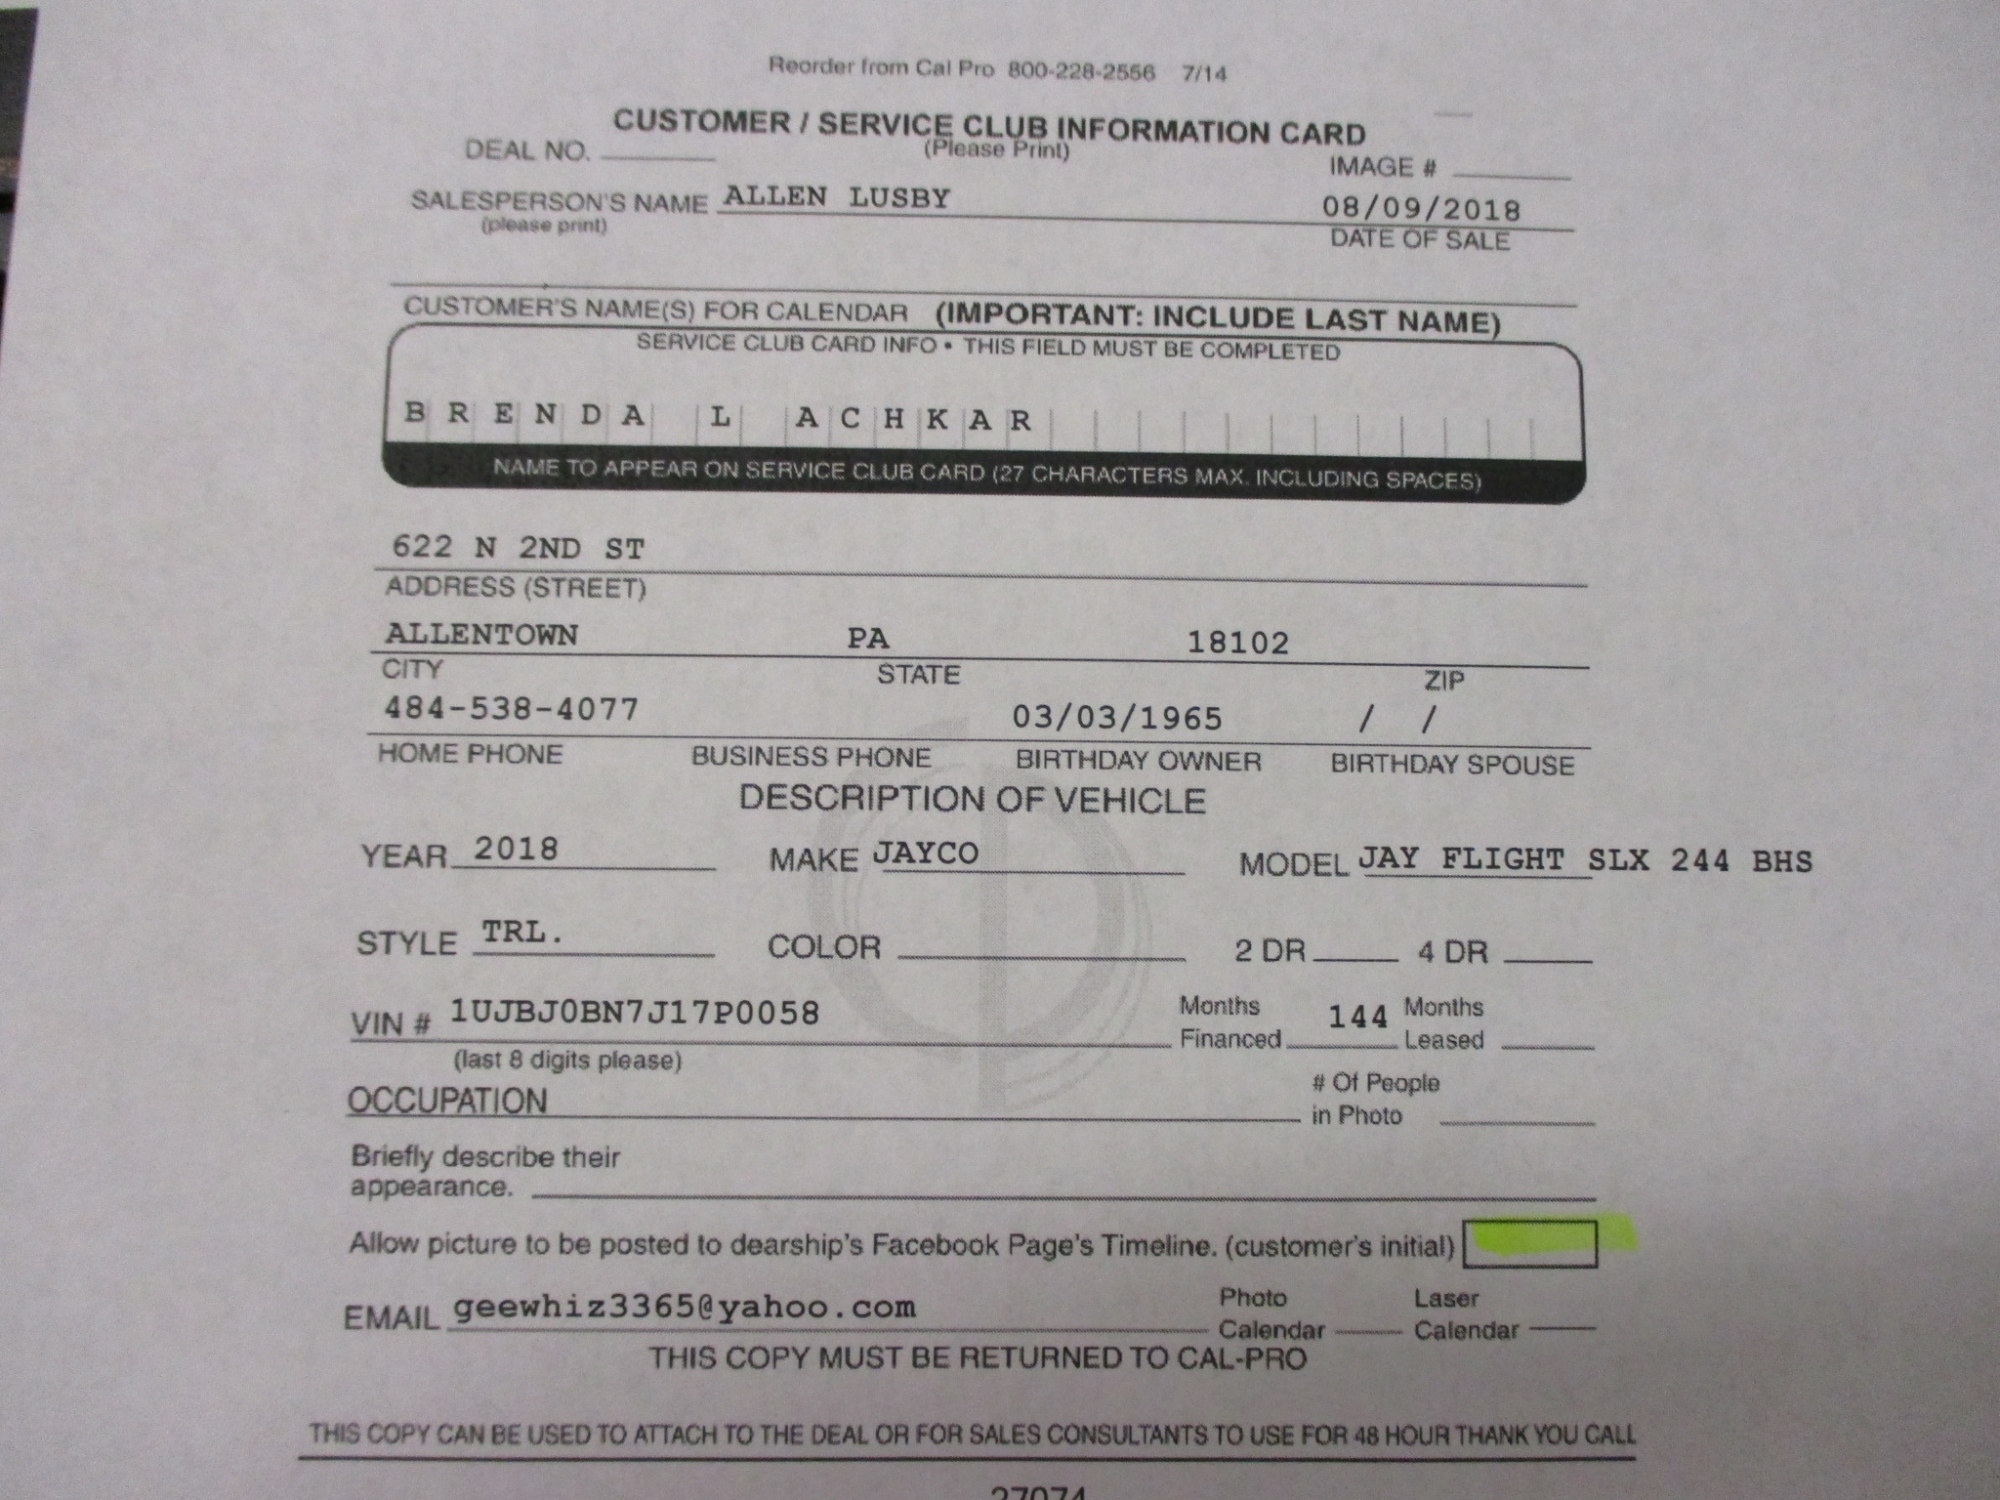 Reorder from Cal Pro 800-228-2556 7/14
CUSTOMER / SERVICE CLUB INFORMATION CARD
DEAL NO. (Please Print) IMAGE #
SALESPERSON'S NAME ALLEN LUSBY 08/09/2018
(please print) DATE OF SALE
CUSTOMER'S NAME(S) FOR CALENDAR (IMPORTANT: INCLUDE LAST NAME)
SERVICE CLUB CARD INFO • THIS FIELD MUST BE COMPLETED
BRENDA L ACHKAR
NAME TO APPEAR ON SERVICE CLUB CARD (27 CHARACTERS MAX. INCLUDING SPACES)
622 N 2ND ST
ADDRESS (STREET)
ALLENTOWN PA 18102
CITY STATE ZIP
484-538-4077 03/03/1965 / /
HOME PHONE BUSINESS PHONE BIRTHDAY OWNER BIRTHDAY SPOUSE
DESCRIPTION OF VEHICLE
YEAR 2018 MAKE JAYCO MODEL JAY FLIGHT SLX 244 BHS
STYLE TRL. COLOR 2 DR 4 DR
VIN # 1UJBJ0BN7J17P0058 Months Financed 144 Months Leased
(last 8 digits please)
OCCUPATION # Of People in Photo
Briefly describe their
appearance.
Allow picture to be posted to dearship's Facebook Page's Timeline. (customer's initial)
EMAIL geewhiz3365@yahoo.com Photo Calendar Laser Calendar
THIS COPY MUST BE RETURNED TO CAL-PRO
THIS COPY CAN BE USED TO ATTACH TO THE DEAL OR FOR SALES CONSULTANTS TO USE FOR 48 HOUR THANK YOU CALL
27074